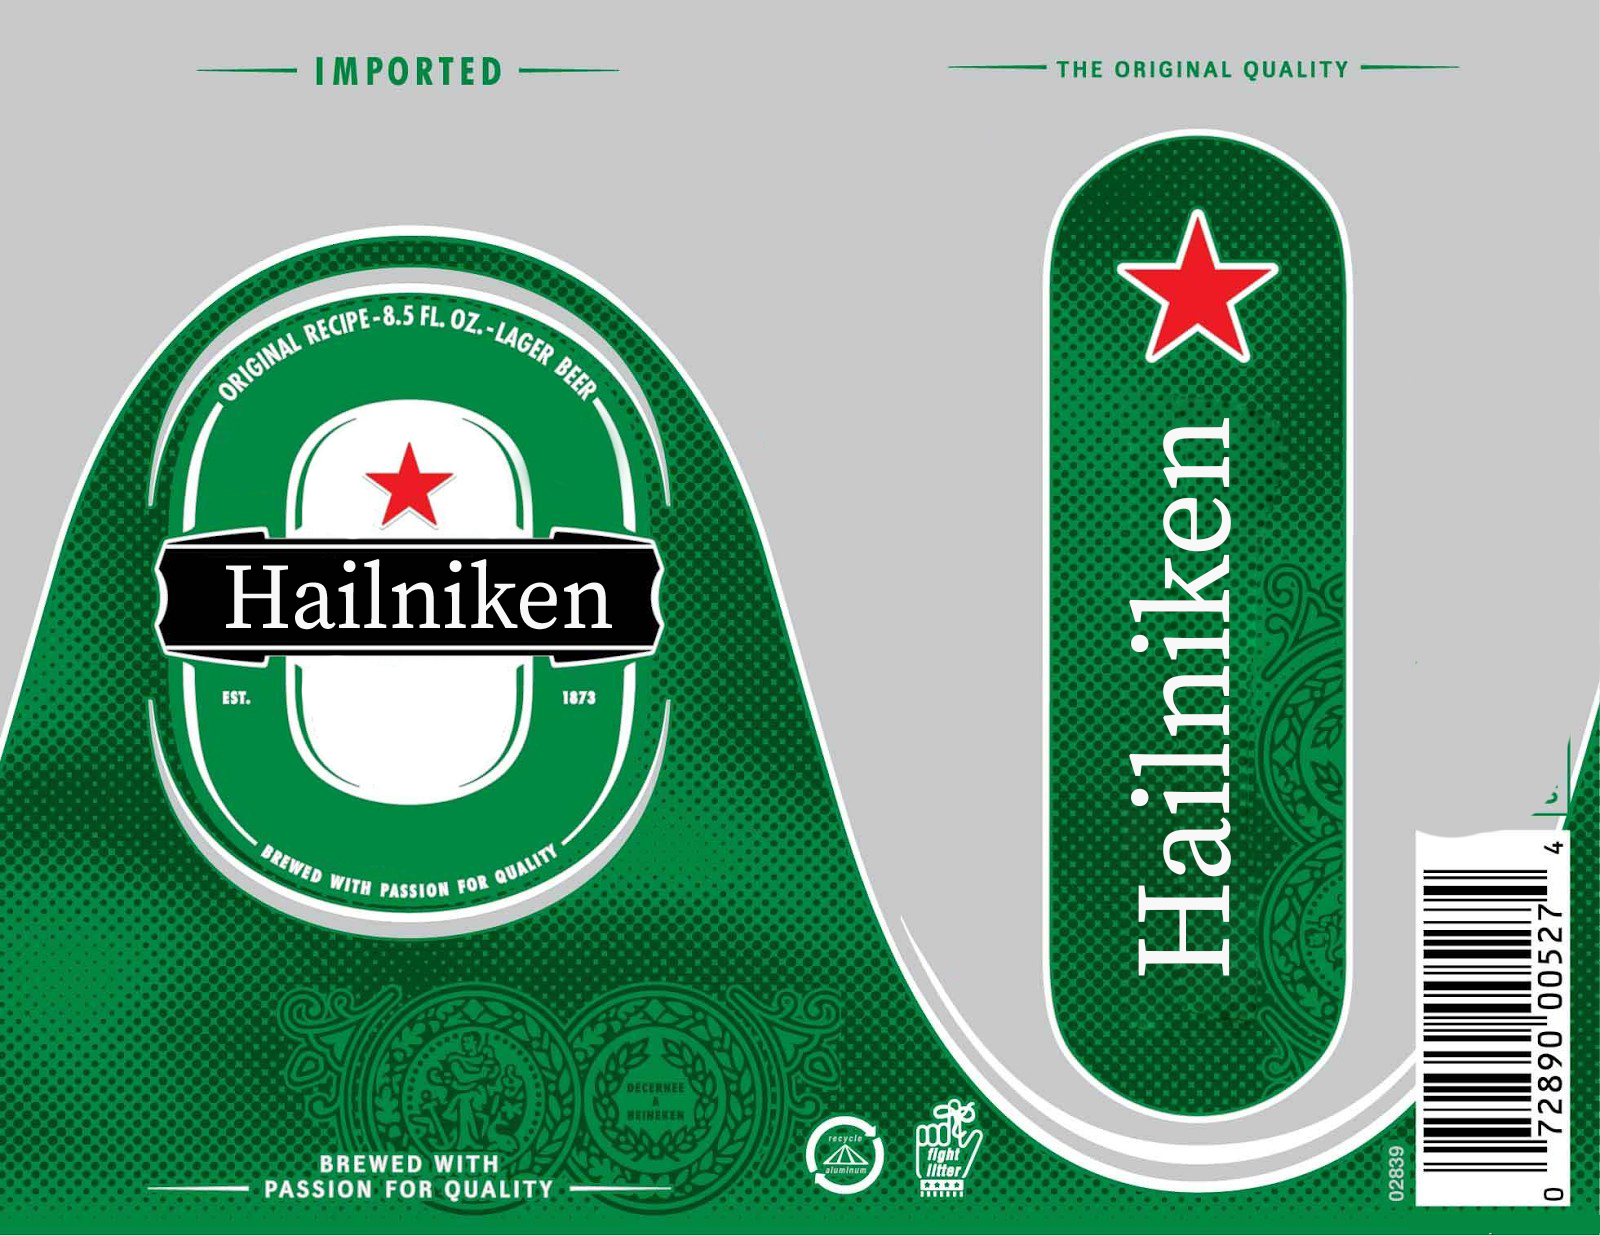 IMPORTED
THE ORIGINAL QUALITY
ORIGINAL RECIPE-8.5 FL. OZ.-LAGER BEER
Hailniken
EST. 1873
BREWED WITH PASSION FOR QUALITY
DECERNEE
A
HEINEKEN
BREWED WITH
PASSION FOR QUALITY
recycle
aluminum
fight
litter
Hailniken
02839
0 72890 00527 4